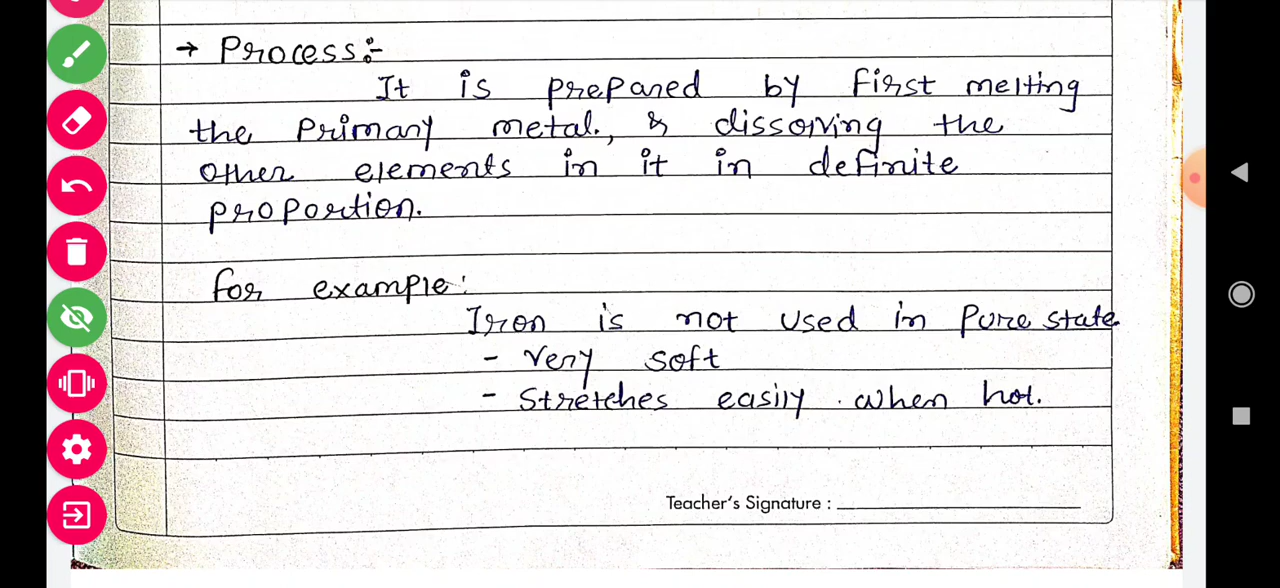 → Process:-
It is prepared by first melting
the primary metal, & dissolving the
other elements in it in definite
proportion.
for example:
Iron is not used in Pure state.
- very soft
- Stretches easily when hot.
Teacher's Signature :